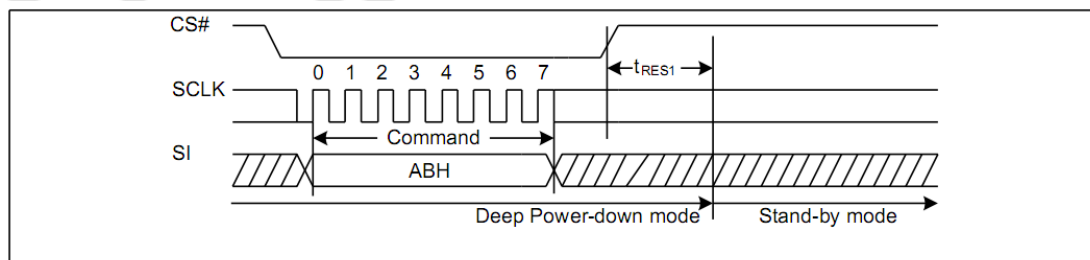 CS#
tRES1
0 1 2 3 4 5 6 7
SCLK
Command
SI
ABH
Deep Power-down mode
Stand-by mode